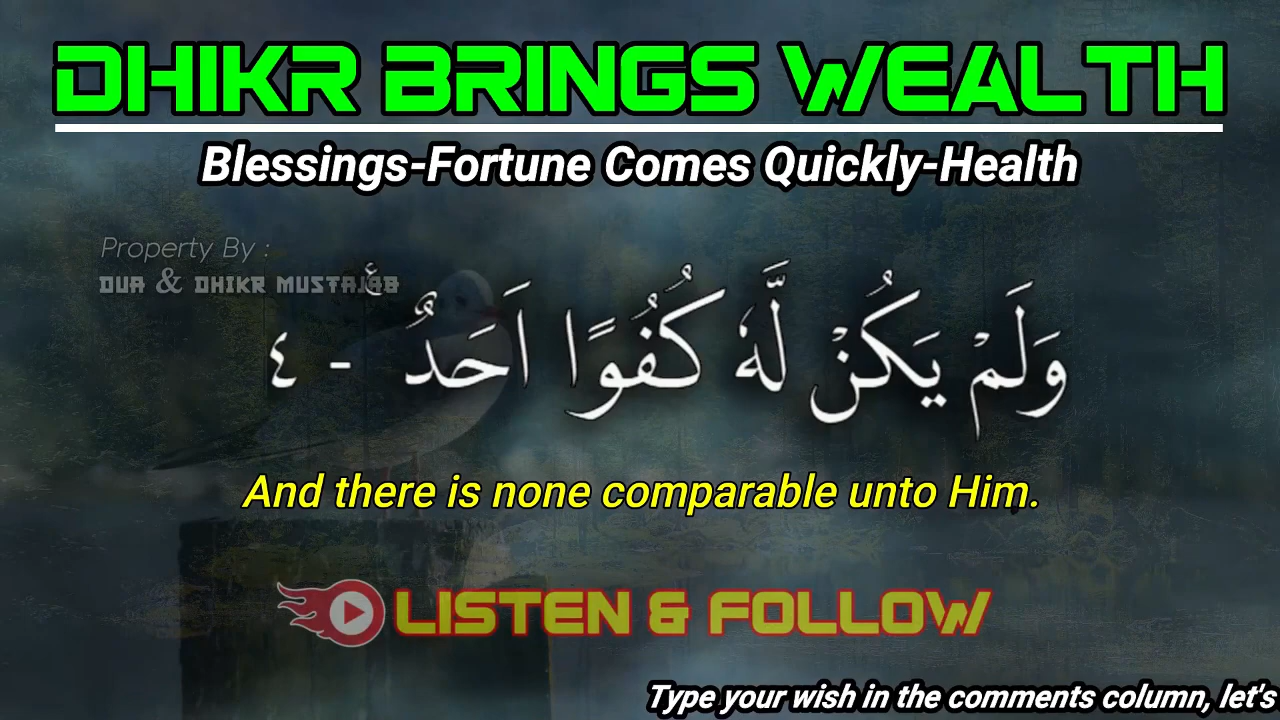 DHIKR BRINGS WEALTH
Blessings-Fortune Comes Quickly-Health
Property By :
DUA & DHIKR MUSTAJAB
وَلَمْ يَكُنْ لَّهٗ كُفُوًا اَحَدٌ ࣖ - ٤
And there is none comparable unto Him.
LISTEN & FOLLOW
Type your wish in the comments column, let's